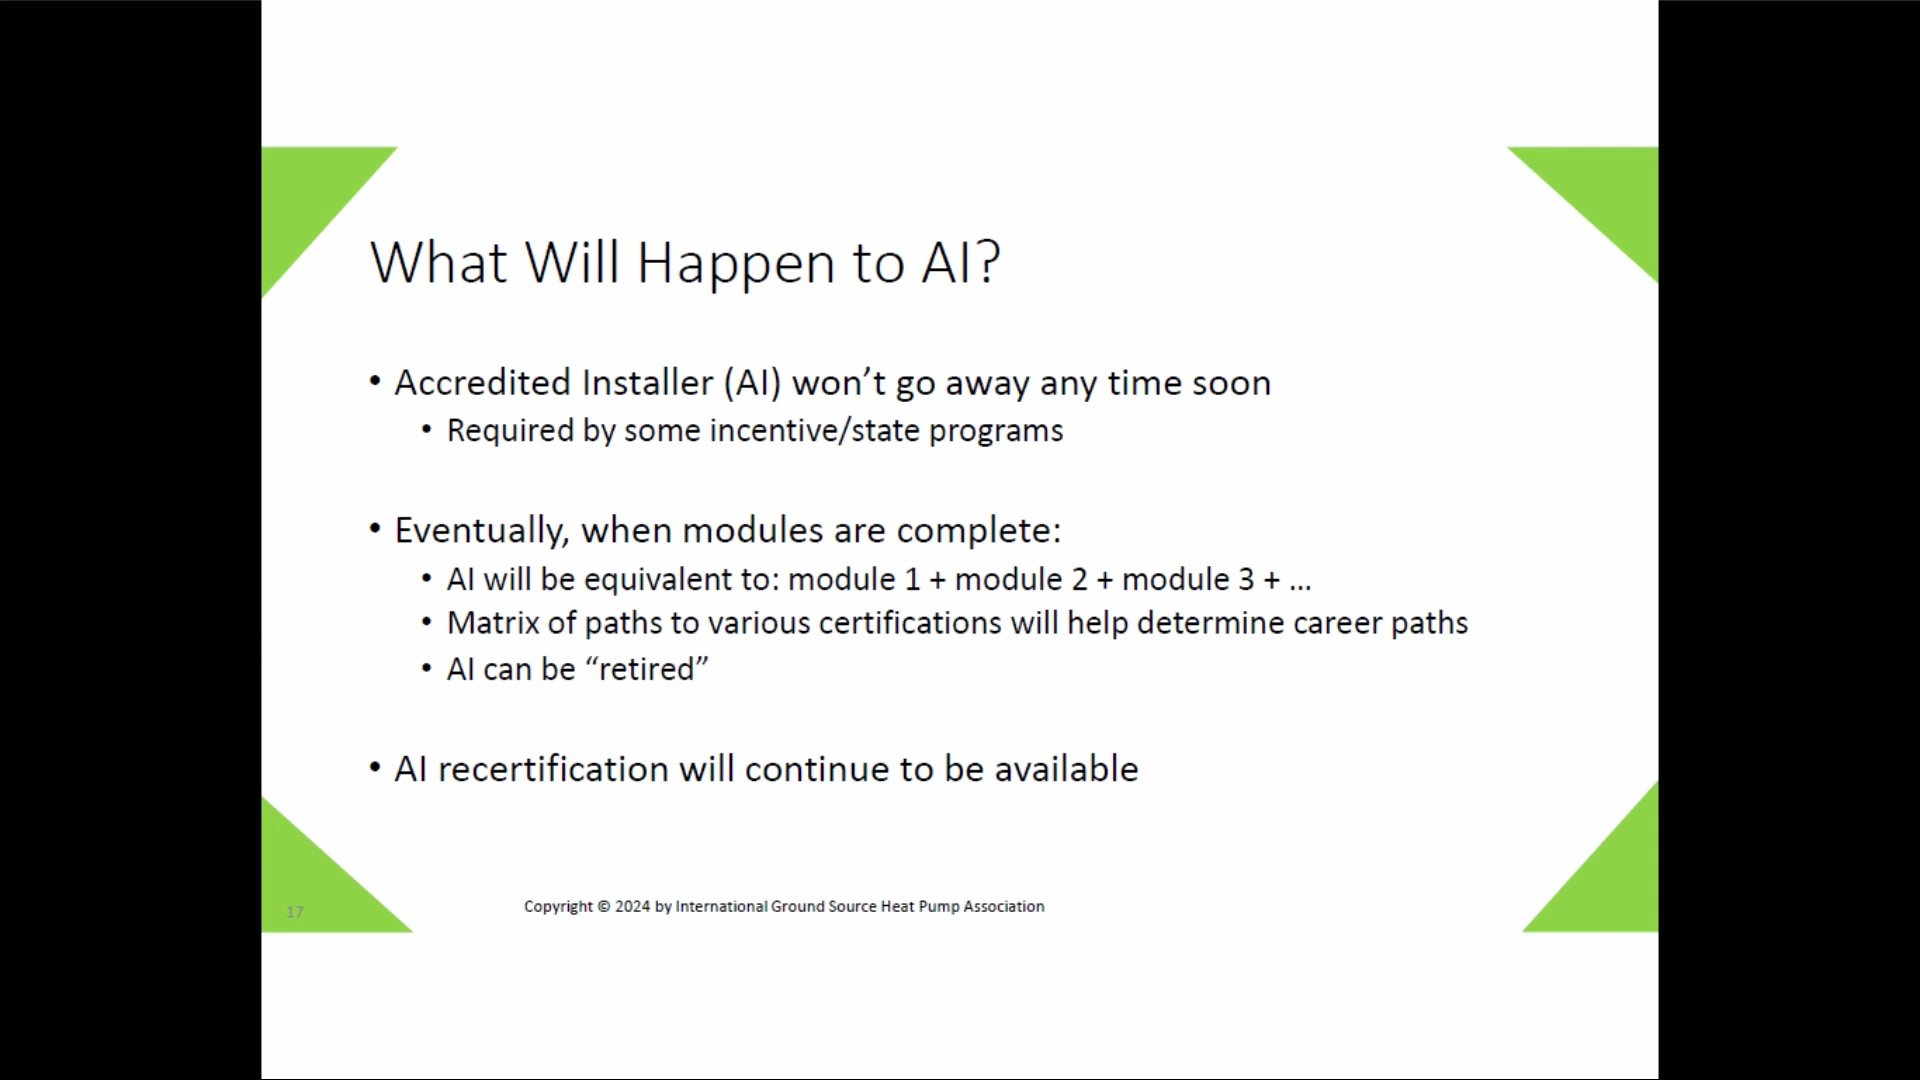 What Will Happen to AI?
• Accredited Installer (AI) won’t go away any time soon
• Required by some incentive/state programs
• Eventually, when modules are complete:
• AI will be equivalent to: module 1 + module 2 + module 3 + ...
• Matrix of paths to various certifications will help determine career paths
• AI can be “retired”
• AI recertification will continue to be available
17
Copyright © 2024 by International Ground Source Heat Pump Association